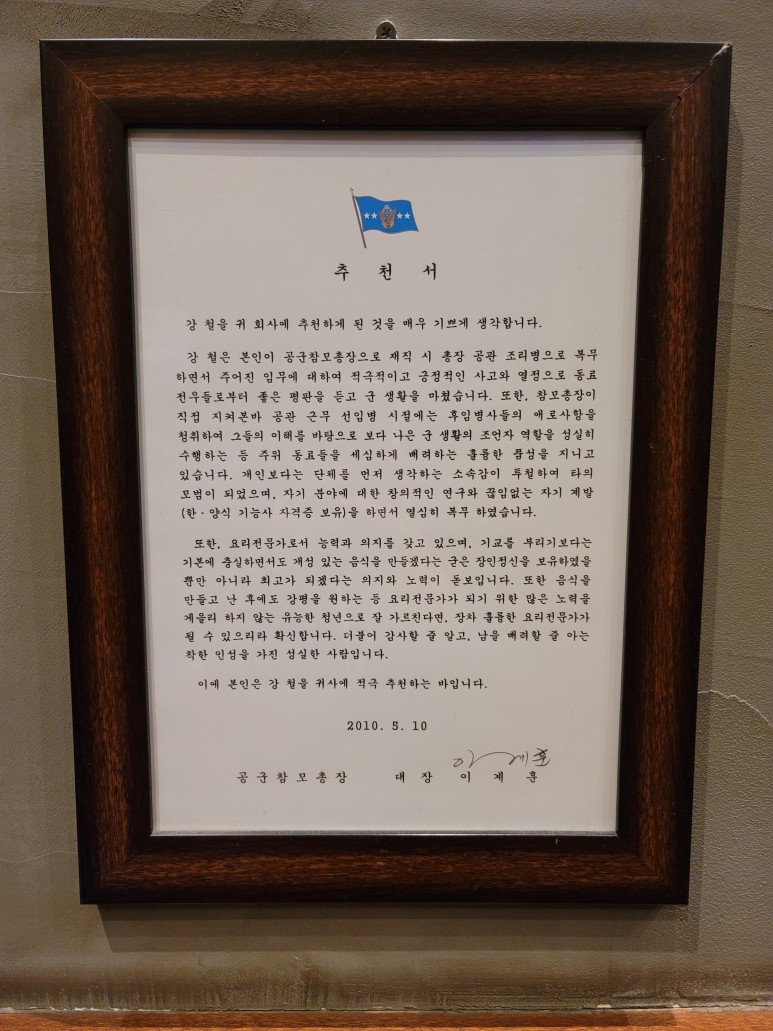 추 천 서
강 철을 귀 회사에 추천하게 된 것을 매우 기쁘게 생각합니다.
강 철은 본인이 공군참모총장으로 재직 시 총장 공관 조리병으로 복무
하면서 주어진 임무에 대하여 적극적이고 긍정적인 사고와 열정으로 동료
전우들로부터 좋은 평판을 듣고 군 생활을 마쳤습니다. 또한, 참모총장이
직접 지켜본바 공관 근무 선임병 시절에는 후임병사들의 애로사항을
청취하여 그들의 이해를 바탕으로 보다 나은 군 생활의 조언자 역할을 성실히
수행하는 등 주위 동료들을 세심하게 배려하는 훌륭한 품성을 지니고
있습니다. 개인보다는 단체를 먼저 생각하는 소속감이 투철하여 타의
모범이 되었으며, 자기 분야에 대한 창의적인 연구와 끊임없는 자기 계발
(한·양식 기능사 자격증 보유)을 하면서 열심히 복무 하였습니다.
또한, 요리전문가로서 능력과 의지를 갖고 있으며, 기교를 부리기보다는
기본에 충실하면서도 개성 있는 음식을 만들겠다는 굳은 장인정신을 보유하였을
뿐만 아니라 최고가 되겠다는 의지와 노력이 돋보입니다. 또한 음식을
만들고 난 후에도 강평을 원하는 등 요리전문가가 되기 위한 많은 노력을
게을리 하지 않는 유능한 청년으로 잘 가르친다면, 장차 훌륭한 요리전문가가
될 수 있으리라 확신합니다. 더불어 감사할 줄 알고, 남을 배려할 줄 아는
착한 인성을 가진 성실한 사람입니다.
이에 본인은 강 철을 귀사에 적극 추천하는 바입니다.
2010. 5. 10
이계훈
공군참모총장 대장 이 계 훈